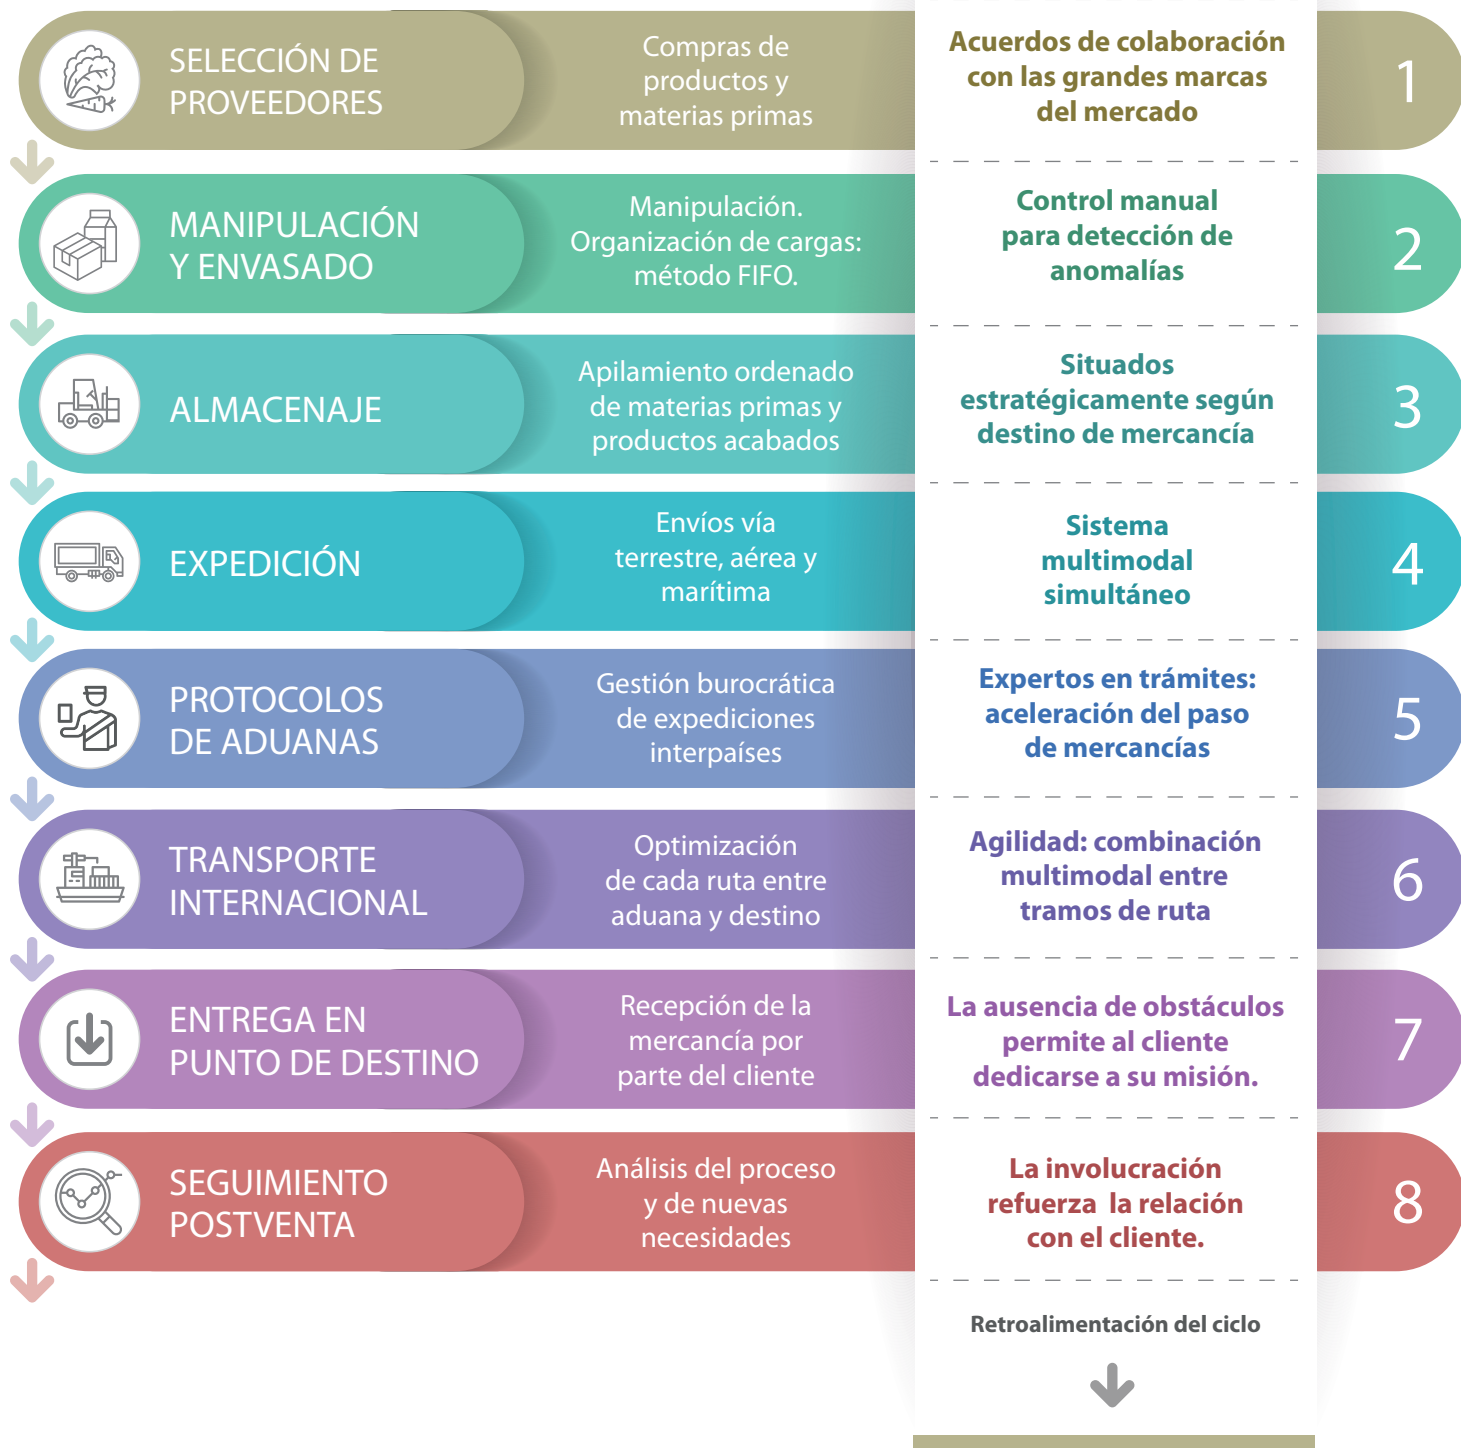 SELECCIÓN DE
PROVEEDORES
Compras de
productos y
materias primas
Acuerdos de colaboración
con las grandes marcas
del mercado
1
MANIPULACIÓN
Y ENVASADO
Manipulación.
Organización de cargas:
método FIFO.
Control manual
para detección de
anomalías
2
ALMACENAJE
Apilamiento ordenado
de materias primas y
productos acabados
Situados
estratégicamente según
destino de mercancía
3
EXPEDICIÓN
Envíos vía
terrestre, aérea y
marítima
Sistema
multimodal
simultáneo
4
PROTOCOLOS
DE ADUANAS
Gestión burocrática
de expediciones
interpaíses
Expertos en trámites:
aceleración del paso
de mercancías
5
TRANSPORTE
INTERNACIONAL
Optimización
de cada ruta entre
aduana y destino
Agilidad: combinación
multimodal entre
tramos de ruta
6
ENTREGA EN
PUNTO DE DESTINO
Recepción de la
mercancía por
parte del cliente
La ausencia de obstáculos
permite al cliente
dedicarse a su misión.
7
SEGUIMIENTO
POSTVENTA
Análisis del proceso
y de nuevas
necesidades
La involucración
refuerza la relación
con el cliente.
8
Retroalimentación del ciclo